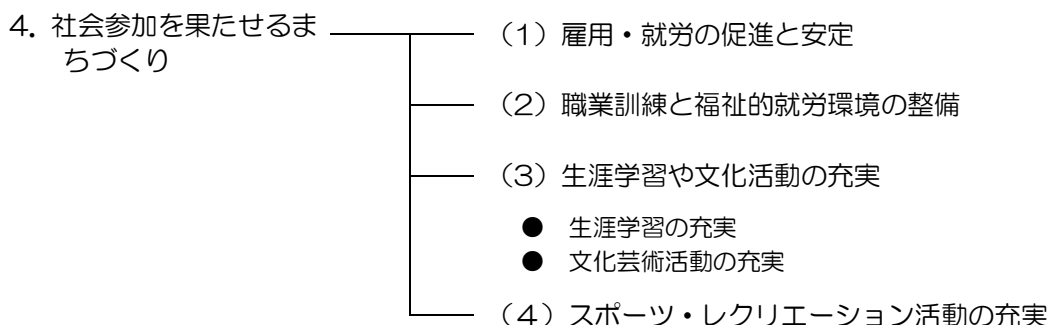 4．社会参加を果たせるま
ちづくり
（1）雇用・就労の促進と安定
（2）職業訓練と福祉的就労環境の整備
（3）生涯学習や文化活動の充実
● 生涯学習の充実
● 文化芸術活動の充実
（4）スポーツ・レクリエーション活動の充実